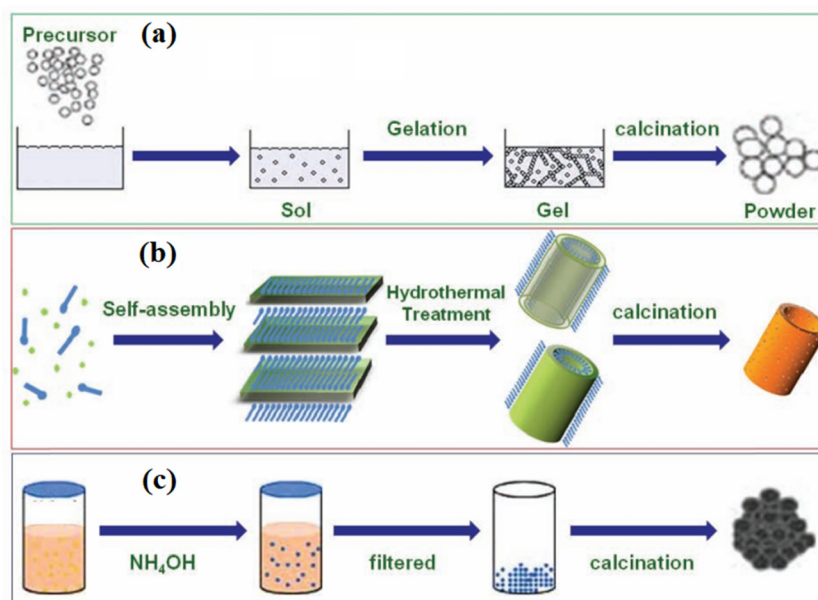 Precursor
(a)
Gelation
calcination
Sol
Gel
Powder
(b)
Self-assembly
Hydrothermal
Treatment
calcination
(c)
NH₄OH
filtered
calcination